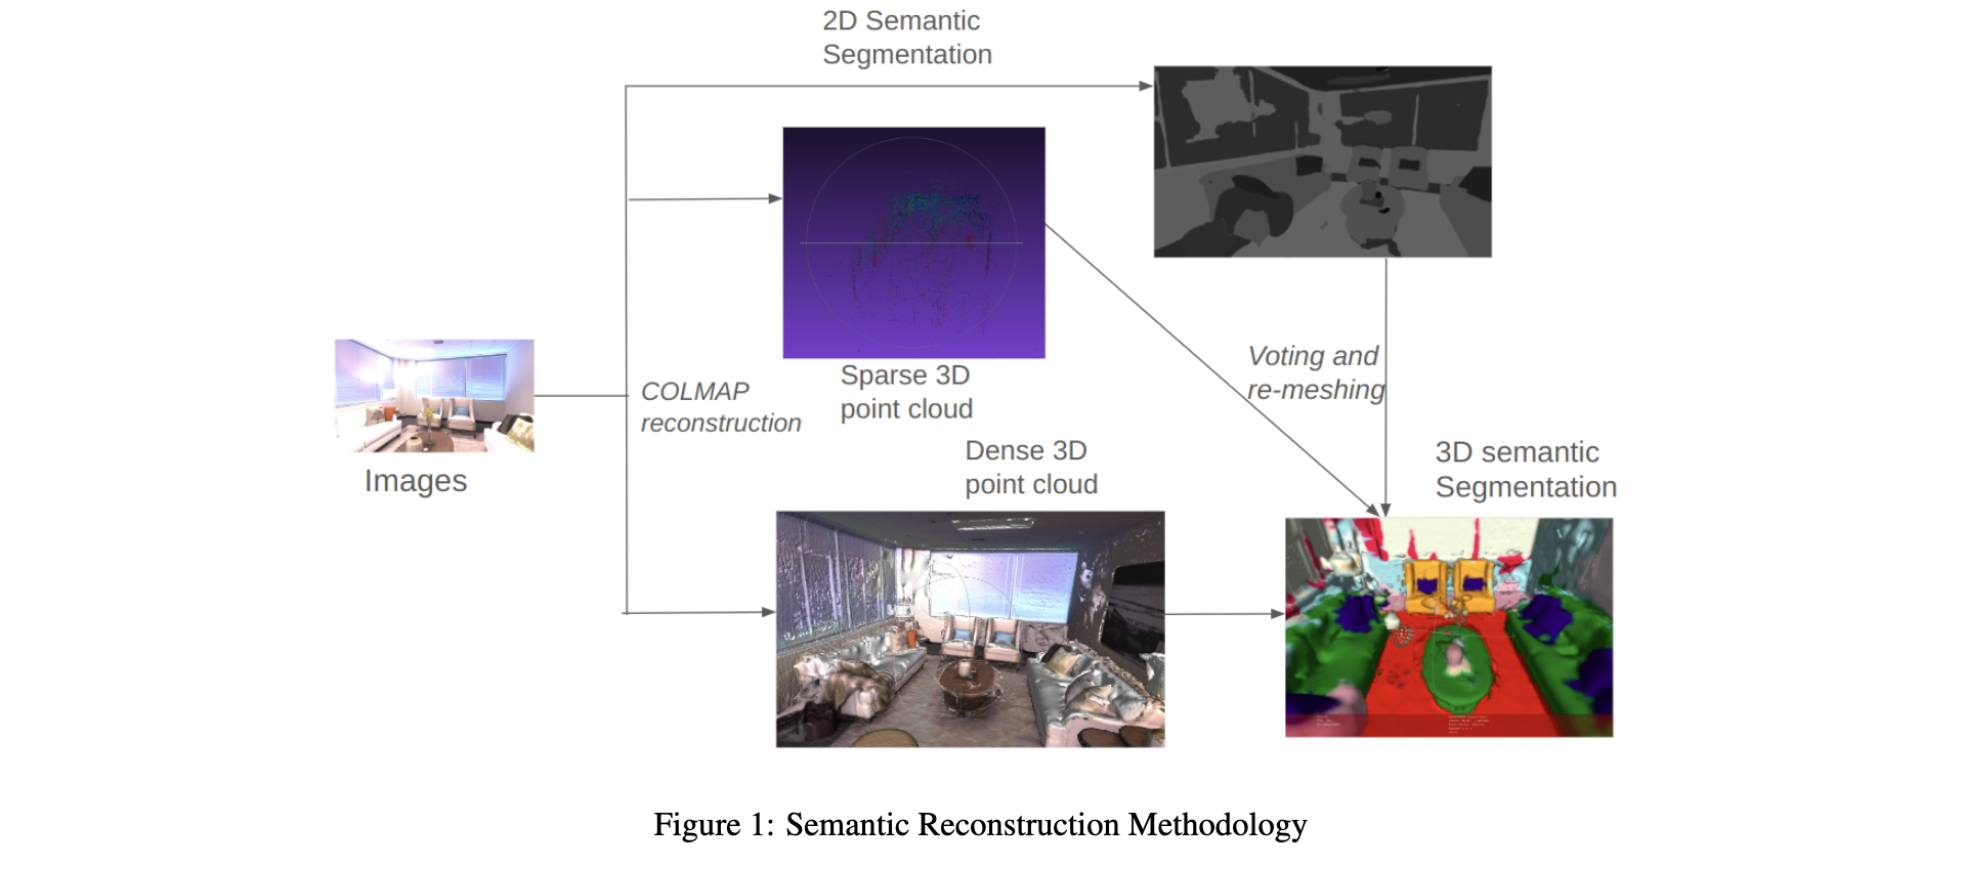 2D Semantic
Segmentation
Sparse 3D
point cloud
COLMAP
reconstruction
Images
Voting and
re-meshing
Dense 3D
point cloud
3D semantic
Segmentation
Figure 1: Semantic Reconstruction Methodology